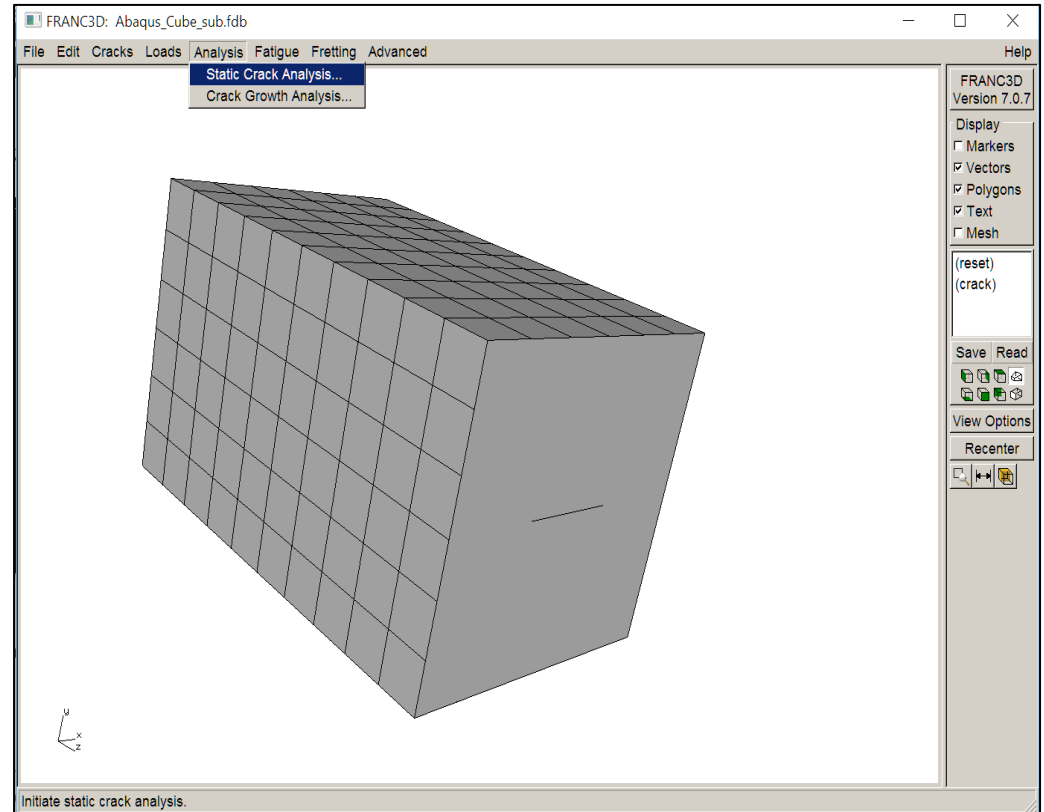 FRANC3D: Abaqus_Cube_sub.fdb
File Edit Cracks Loads Analysis Fatigue Fretting Advanced Help
Static Crack Analysis...
Crack Growth Analysis...
FRANC3D
Version 7.0.7
Display
Markers
Vectors
Polygons
Text
Mesh
(reset)
(crack)
Save Read
View Options
Recenter
y
x
z
Initiate static crack analysis.